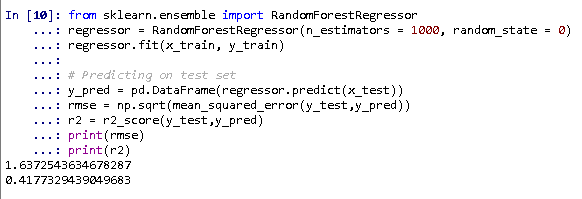 In [10]: from sklearn.ensemble import RandomForestRegressor
    ...: regressor = RandomForestRegressor(n_estimators = 1000, random_state = 0)
    ...: regressor.fit(x_train, y_train)
    ...:
    ...: # Predicting on test set
    ...: y_pred = pd.DataFrame(regressor.predict(x_test))
    ...: rmse = np.sqrt(mean_squared_error(y_test,y_pred))
    ...: r2 = r2_score(y_test,y_pred)
    ...: print(rmse)
    ...: print(r2)
1.6372543634678287
0.4177329439049683